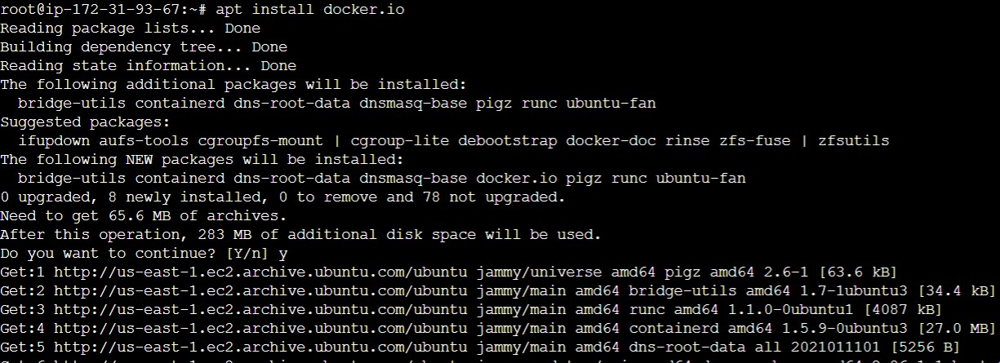 root@ip-172-31-93-67:~# apt install docker.io
Reading package lists... Done
Building dependency tree... Done
Reading state information... Done
The following additional packages will be installed:
  bridge-utils containerd dns-root-data dnsmasq-base pigz runc ubuntu-fan
Suggested packages:
  ifupdown aufs-tools cgroupfs-mount | cgroup-lite debootstrap docker-doc rinse zfs-fuse | zfsutils
The following NEW packages will be installed:
  bridge-utils containerd dns-root-data dnsmasq-base docker.io pigz runc ubuntu-fan
0 upgraded, 8 newly installed, 0 to remove and 78 not upgraded.
Need to get 65.6 MB of archives.
After this operation, 283 MB of additional disk space will be used.
Do you want to continue? [Y/n] y
Get:1 http://us-east-1.ec2.archive.ubuntu.com/ubuntu jammy/universe amd64 pigz amd64 2.6-1 [63.6 kB]
Get:2 http://us-east-1.ec2.archive.ubuntu.com/ubuntu jammy/main amd64 bridge-utils amd64 1.7-1ubuntu3 [34.4 kB]
Get:3 http://us-east-1.ec2.archive.ubuntu.com/ubuntu jammy/main amd64 runc amd64 1.1.0-0ubuntu1 [4087 kB]
Get:4 http://us-east-1.ec2.archive.ubuntu.com/ubuntu jammy/main amd64 containerd amd64 1.5.9-0ubuntu3 [27.0 MB]
Get:5 http://us-east-1.ec2.archive.ubuntu.com/ubuntu jammy/main amd64 dns-root-data all 2021011101 [5256 B]